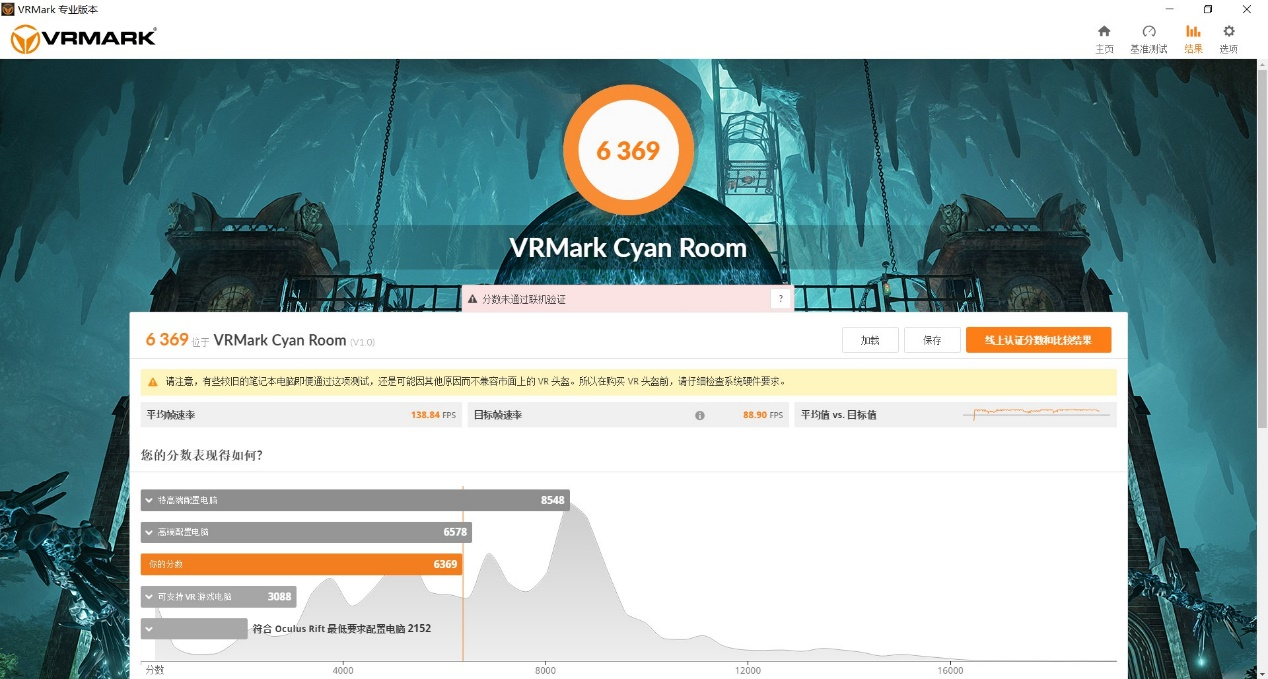 VRMark 专业版本
VRMARK®
主页 基准测试 结果 选项
6 369
VRMark Cyan Room
分数未通过联机验证 ?
6 369 位于 VRMark Cyan Room (V1.0) 加载 保存 线上认证分数和比较结果
请注意，有些较旧的笔记本电脑即便通过这项测试，还是可能因其他原因而不兼容市面上的 VR 头盔。所以在购买 VR 头盔前，请仔细检查系统硬件要求。
平均帧速率 138.84 FPS 目标帧速率 88.90 FPS 平均值 vs. 目标值
您的分数表现得如何?
特高端配置电脑 8548
高端配置电脑 6578
你的分数 6369
可支持 VR 游戏电脑 3088
符合 Oculus Rift 最低要求配置电脑 2152
分数 4000 8000 12000 16000